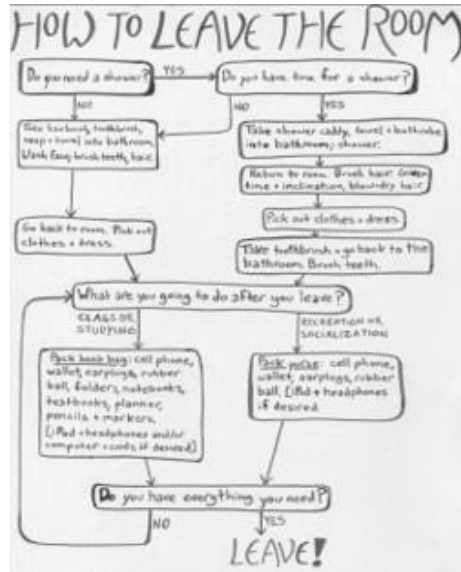 HOW TO LEAVE THE ROOM
Do you need a shower?
YES
Do you have time for a shower?
NO
NO
YES
Take hairbrush, toothbrush,
soap + towel into bathroom.
Wash face, brush teeth, hair.
Take shower caddy, towel + bathrobe
into bathroom; shower.
Return to room. Brush hair. Given
time + inclination, blow-dry hair.
Pick out clothes + dress.
Go back to room. Pick out
clothes + dress.
Take toothbrush + go back to the
bathroom. Brush teeth.
What are you going to do after you leave?
CLASS OR
STUDYING
RECREATION OR
SOCIALIZATION
Pack book bag: cell phone,
wallet, earplugs, rubber
ball, folders, notebooks,
textbooks, planner,
pencils + markers.
[iPod + headphones and/or
computer + cords if desired]
Pack purse: cell phone,
wallet, earplugs, rubber
ball, [iPod + headphones
if desired.
Do you have everything you need?
NO
YES
LEAVE!